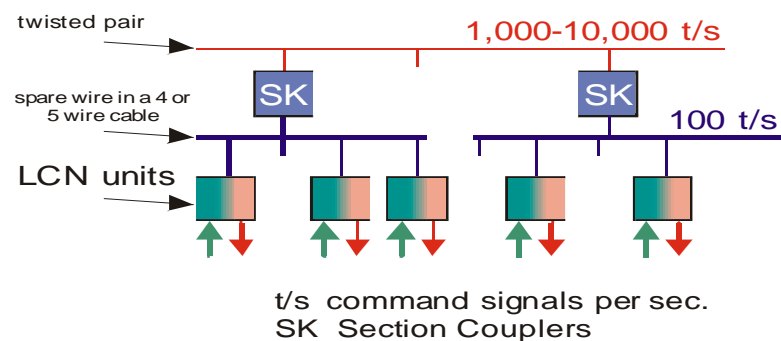 twisted pair
1,000-10,000 t/s
SK
SK
spare wire in a 4 or
5 wire cable
100 t/s
LCN units
t/s command signals per sec.
SK Section Couplers